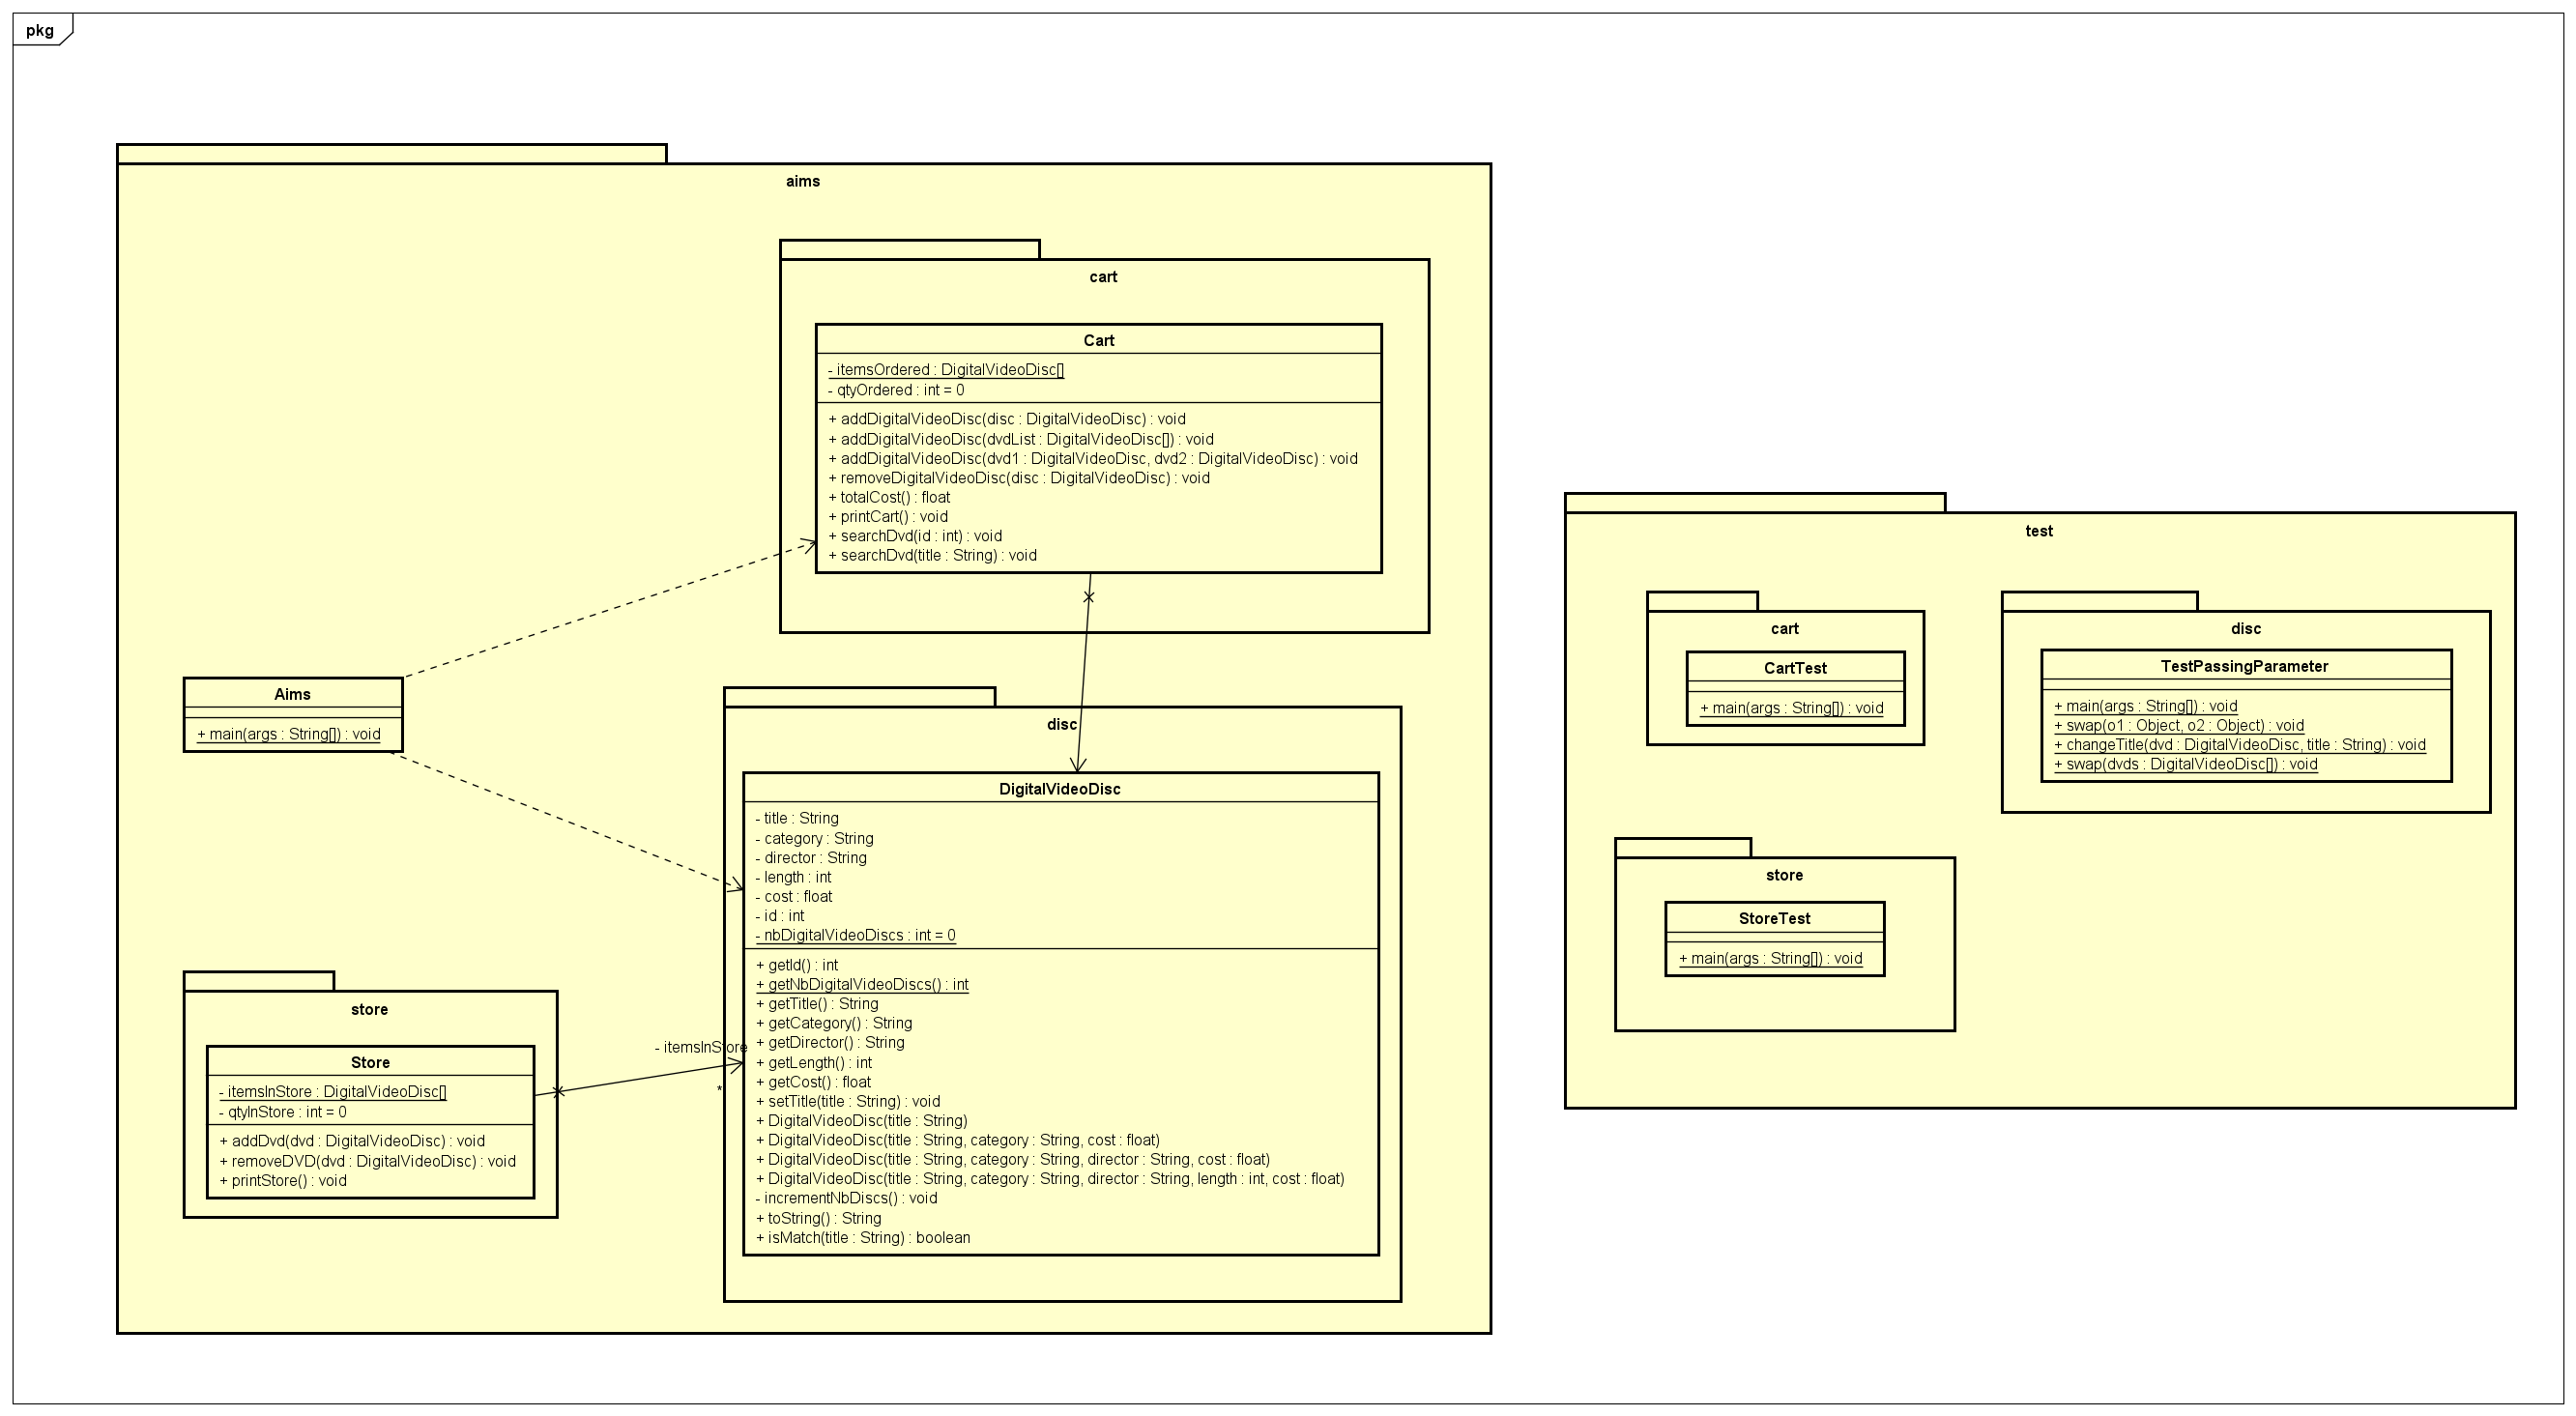 pkg
aims
cart
Cart
- itemsOrdered : DigitalVideoDisc[]
- qtyOrdered : int = 0
+ addDigitalVideoDisc(disc : DigitalVideoDisc) : void
+ addDigitalVideoDisc(dvdList : DigitalVideoDisc[]) : void
+ addDigitalVideoDisc(dvd1 : DigitalVideoDisc, dvd2 : DigitalVideoDisc) : void
+ removeDigitalVideoDisc(disc : DigitalVideoDisc) : void
+ totalCost() : float
+ printCart() : void
+ searchDvd(id : int) : void
+ searchDvd(title : String) : void
Aims
+ main(args : String[]) : void
disc
DigitalVideoDisc
- title : String
- category : String
- director : String
- length : int
- cost : float
- id : int
- nbDigitalVideoDiscs : int = 0
+ getId() : int
+ getNbDigitalVideoDiscs() : int
+ getTitle() : String
+ getCategory() : String
+ getDirector() : String
+ getLength() : int
+ getCost() : float
+ setTitle(title : String) : void
+ DigitalVideoDisc(title : String)
+ DigitalVideoDisc(title : String, category : String, cost : float)
+ DigitalVideoDisc(title : String, category : String, director : String, cost : float)
+ DigitalVideoDisc(title : String, category : String, director : String, length : int, cost : float)
- incrementNbDiscs() : void
+ toString() : String
+ isMatch(title : String) : boolean
store
Store
- itemsInStore : DigitalVideoDisc[]
- qtyInStore : int = 0
+ addDvd(dvd : DigitalVideoDisc) : void
+ removeDVD(dvd : DigitalVideoDisc) : void
+ printStore() : void
- itemsInStore
*
test
cart
CartTest
+ main(args : String[]) : void
disc
TestPassingParameter
+ main(args : String[]) : void
+ swap(o1 : Object, o2 : Object) : void
+ changeTitle(dvd : DigitalVideoDisc, title : String) : void
+ swap(dvds : DigitalVideoDisc[]) : void
store
StoreTest
+ main(args : String[]) : void